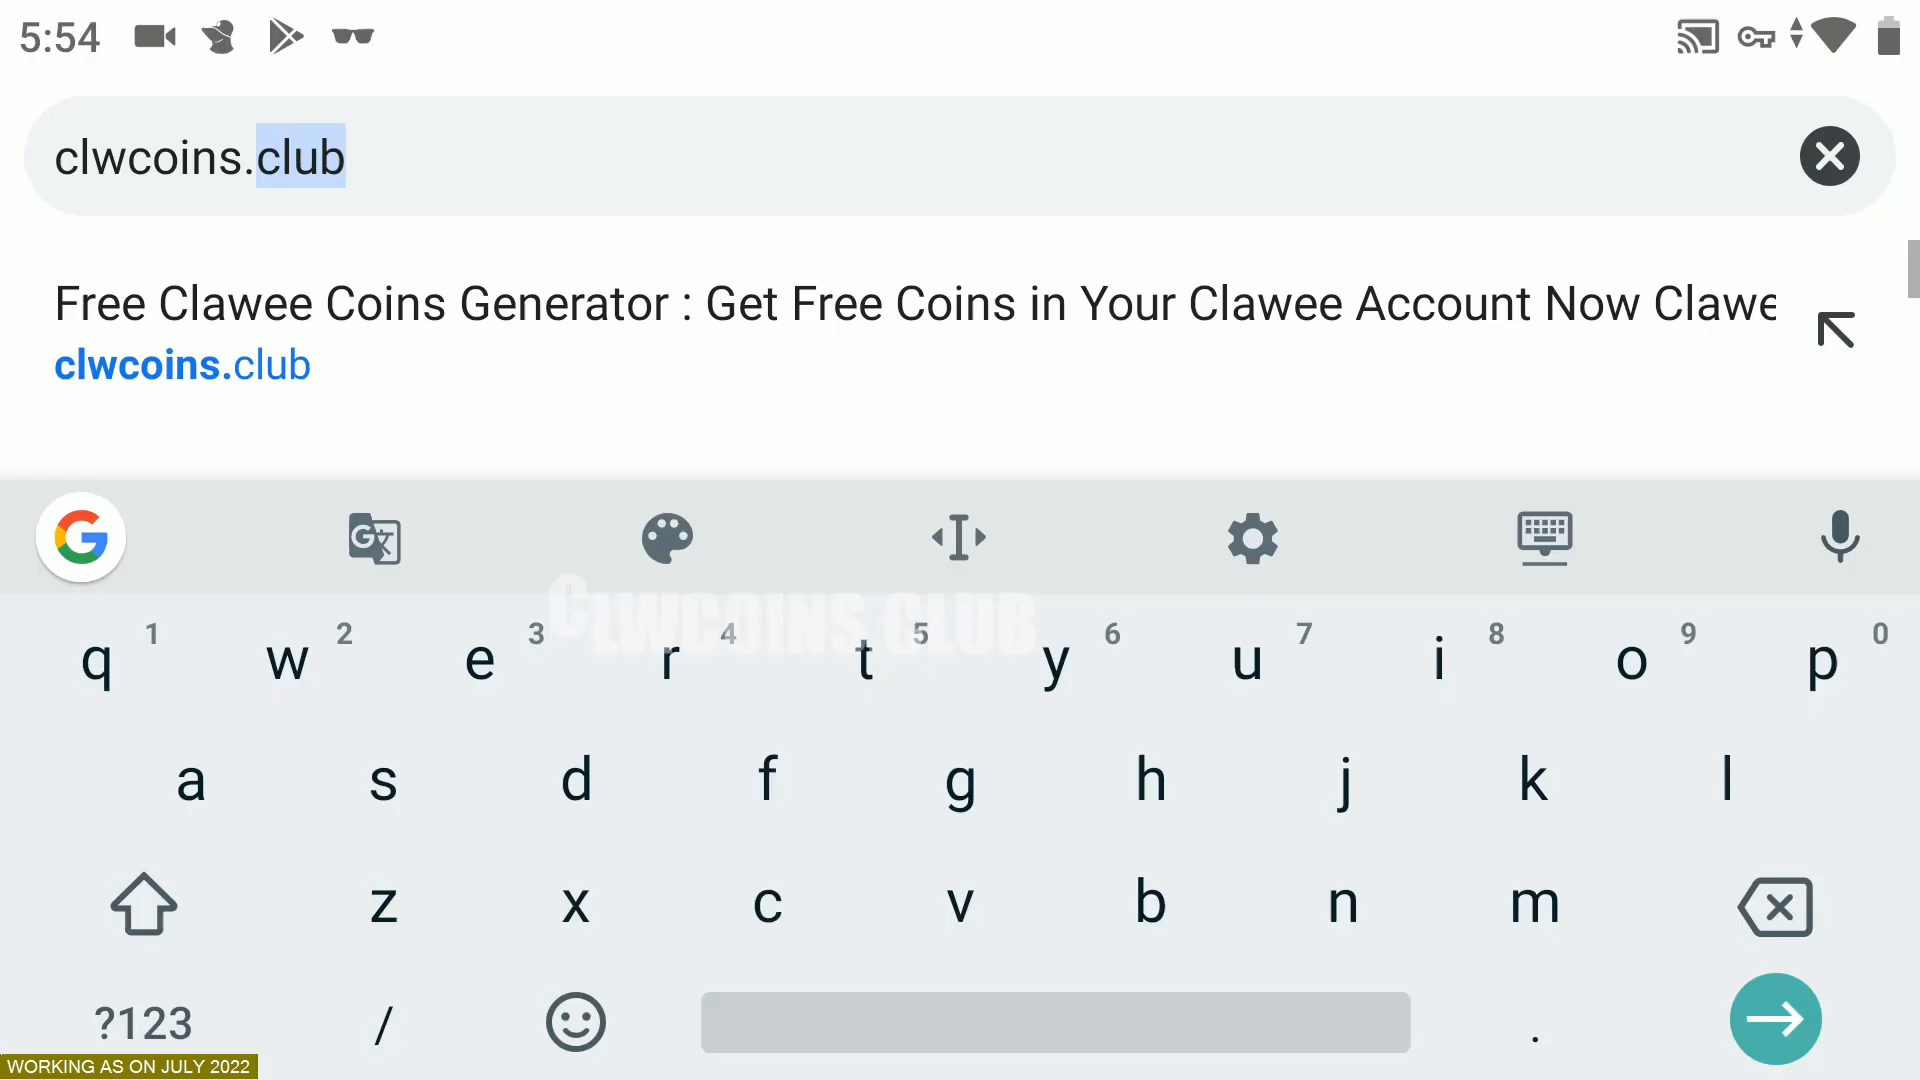 5:54
clwcoins.club
Free Clawee Coins Generator : Get Free Coins in Your Clawee Account Now Clawe
clwcoins.club
CLWCOINS.CLUB
1 2 3 4 5 6 7 8 9 0
q w e r t y u i o p
a s d f g h j k l
z x c v b n m
?123 / .
WORKING AS ON JULY 2022